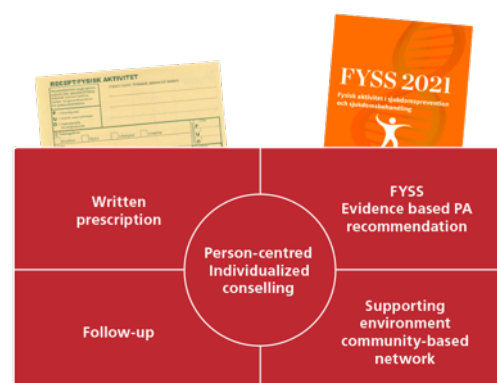 RECEPT FYSISK AKTIVITET
FYSS 2021
Fysisk aktivitet i sjukdomsprevention
och sjukdomsbehandling
Written
prescription
FYSS
Evidence based PA
recommendation
Person-centred
Individualized
conselling
Follow-up
Supporting
environment
community-based
network